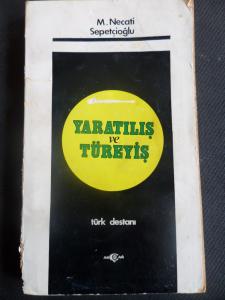 M. Necati
Sepetçioğlu
YARATILIŞ
ve
TÜREYİŞ
türk destanı